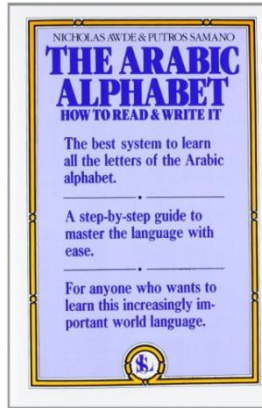 NICHOLAS AWDE & PUTROS SAMANO
THE ARABIC
ALPHABET
HOW TO READ & WRITE IT
The best system to learn
all the letters of the Arabic
alphabet.
A step-by-step guide to
master the language with
ease.
For anyone who wants to
learn this increasingly im-
portant world language.